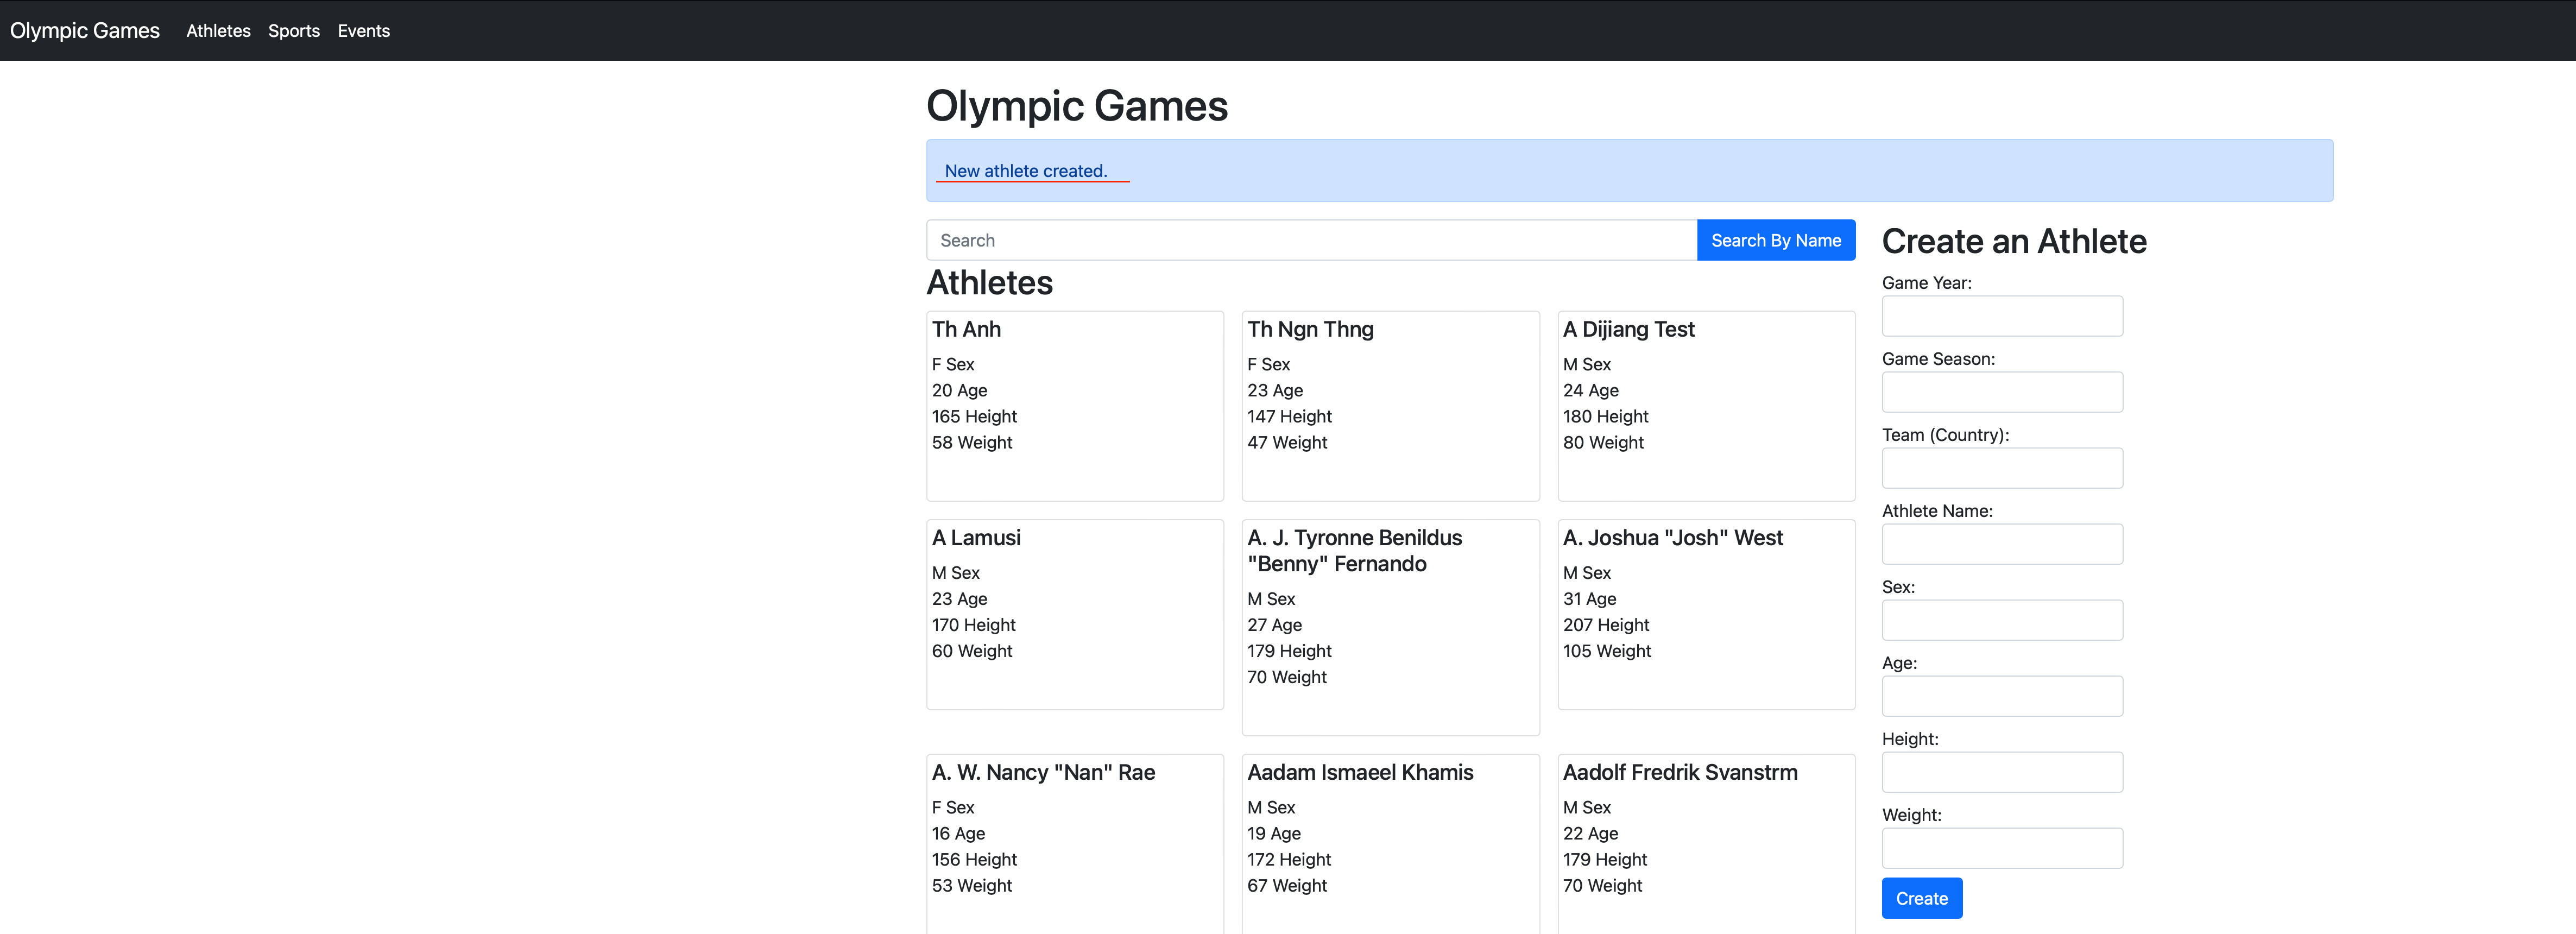 Olympic Games Athletes Sports Events
Olympic Games
New athlete created.
Search
Search By Name
Athletes
Th Anh
F Sex
20 Age
165 Height
58 Weight
Th Ngn Thng
F Sex
23 Age
147 Height
47 Weight
A Dijiang Test
M Sex
24 Age
180 Height
80 Weight
A Lamusi
M Sex
23 Age
170 Height
60 Weight
A. J. Tyronne Benildus
"Benny" Fernando
M Sex
27 Age
179 Height
70 Weight
A. Joshua "Josh" West
M Sex
31 Age
207 Height
105 Weight
A. W. Nancy "Nan" Rae
F Sex
16 Age
156 Height
53 Weight
Aadam Ismaeel Khamis
M Sex
19 Age
172 Height
67 Weight
Aadolf Fredrik Svanstrm
M Sex
22 Age
179 Height
70 Weight
Create an Athlete
Game Year:
Game Season:
Team (Country):
Athlete Name:
Sex:
Age:
Height:
Weight:
Create